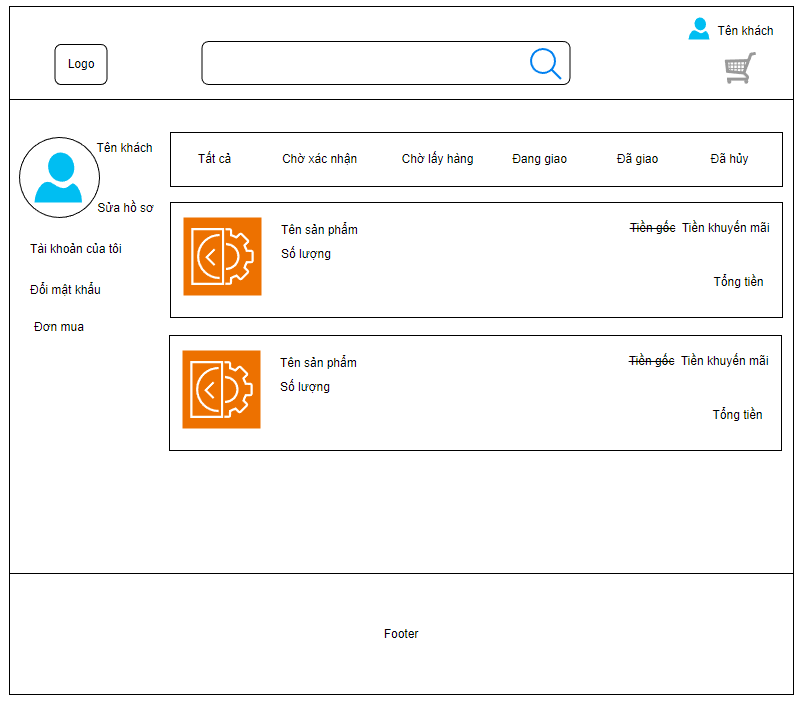 Tên khách
Logo
Tên khách
Sửa hồ sơ
Tài khoản của tôi
Đổi mật khẩu
Đơn mua
Tất cả Chờ xác nhận Chờ lấy hàng Đang giao Đã giao Đã hủy
Tên sản phẩm Tiền gốc Tiền khuyến mãi
Số lượng
Tổng tiền
Tên sản phẩm Tiền gốc Tiền khuyến mãi
Số lượng
Tổng tiền
Footer